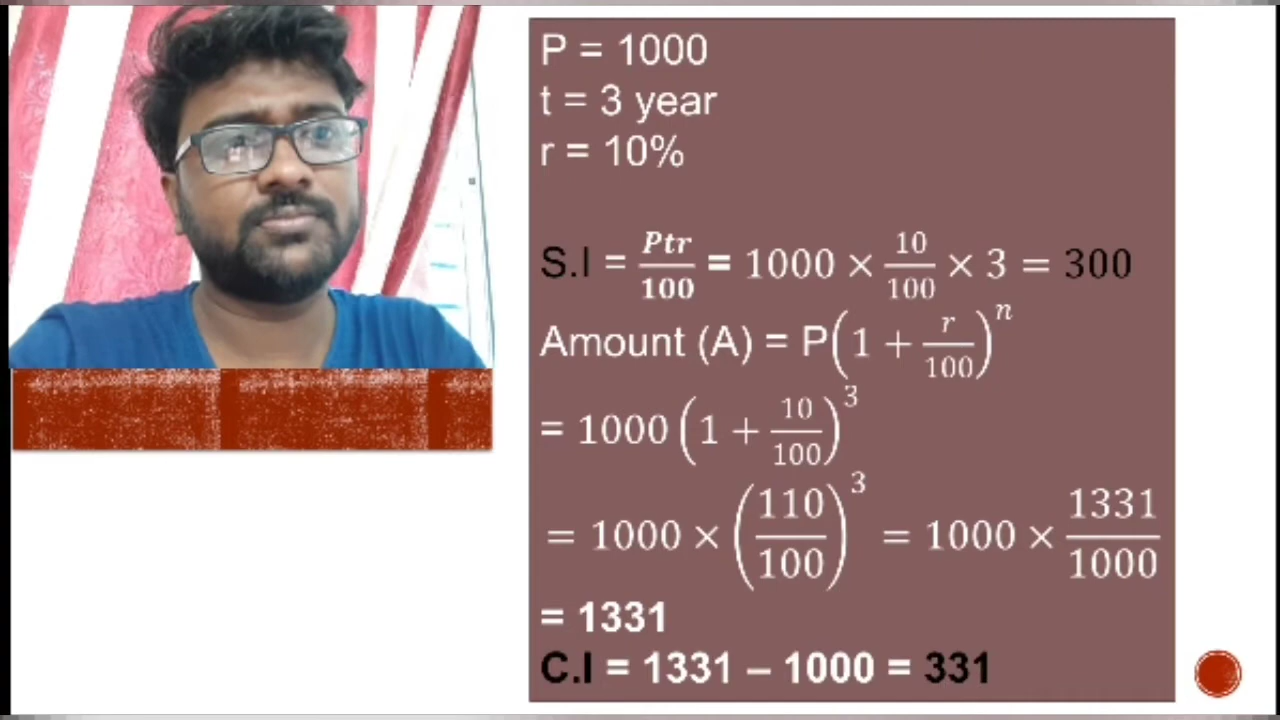 P = 1000
t = 3 year
r = 10%
S.I = Ptr/100 = 1000 × 10/100 × 3 = 300
Amount (A) = P(1 + r/100)^n
= 1000 (1 + 10/100)^3
= 1000 × (110/100)^3 = 1000 × 1331/1000
= 1331
C.I = 1331 – 1000 = 331